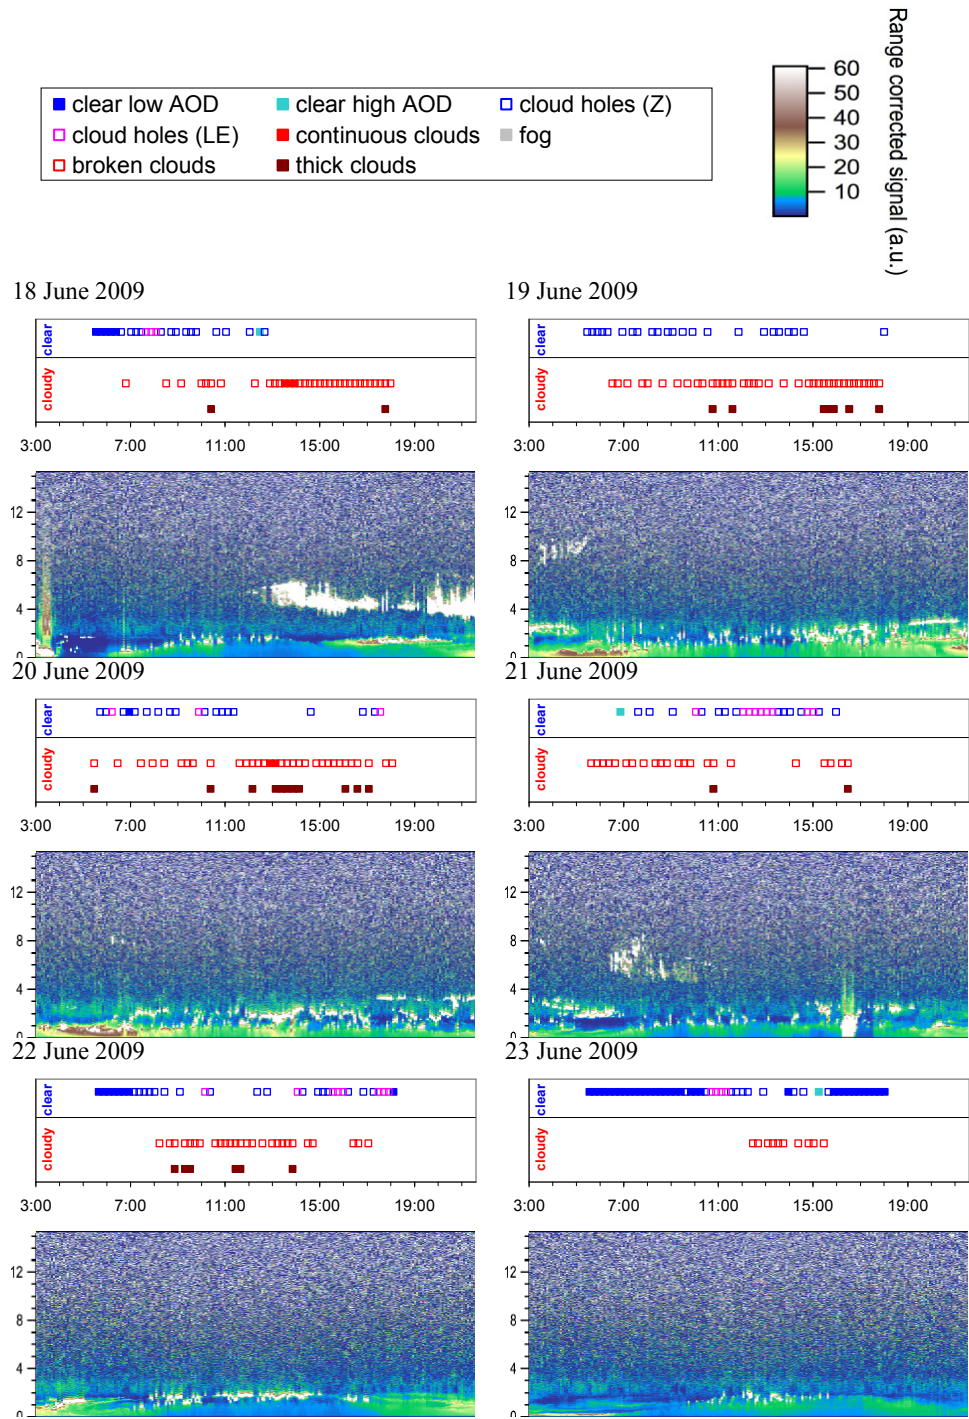 clear low AOD clear high AOD cloud holes (Z)
cloud holes (LE) continuous clouds fog
broken clouds thick clouds
60
50
40
30
20
10
Range corrected signal (a.u.)
18 June 2009
clear
cloudy
3:00 7:00 11:00 15:00 19:00
12
8
4
0
19 June 2009
clear
cloudy
3:00 7:00 11:00 15:00 19:00
12
8
4
0
20 June 2009
clear
cloudy
3:00 7:00 11:00 15:00 19:00
12
8
4
0
21 June 2009
clear
cloudy
3:00 7:00 11:00 15:00 19:00
12
8
4
0
22 June 2009
clear
cloudy
3:00 7:00 11:00 15:00 19:00
12
8
4
0
23 June 2009
clear
cloudy
3:00 7:00 11:00 15:00 19:00
12
8
4
0